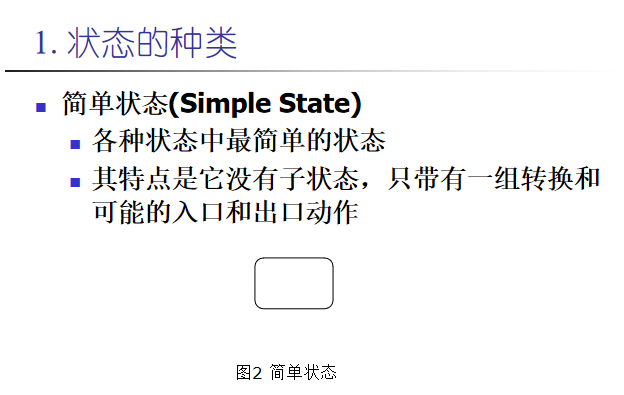 1. 状态的种类
简单状态(Simple State)
各种状态中最简单的状态
其特点是它没有子状态，只带有一组转换和
可能的入口和出口动作
图2 简单状态